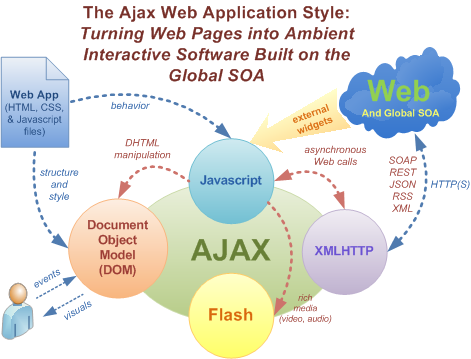 The Ajax Web Application Style:
Turning Web Pages into Ambient
Interactive Software Built on the
Global SOA
Web App
(HTML, CSS,
& Javascript
files)
behavior
external
widgets
Web
And Global SOA
DHTML
manipulation
asynchronous
Web calls
SOAP
REST
JSON
RSS
XML
HTTP(S)
structure
and
style
Javascript
Document
Object
Model
(DOM)
AJAX
XMLHTTP
events
visuals
Flash
rich
media
(video, audio)